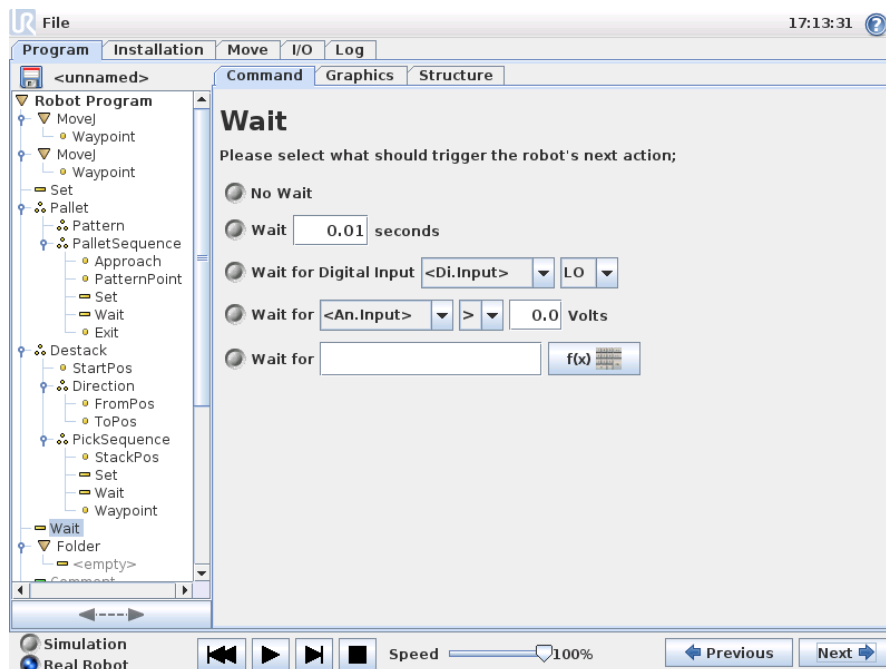 UR File 17:13:31 ?
Program Installation Move I/O Log
<unnamed> Command Graphics Structure
Robot Program
MoveJ
Waypoint
MoveJ
Waypoint
Set
Pallet
Pattern
PalletSequence
Approach
PatternPoint
Set
Wait
Exit
Destack
StartPos
Direction
FromPos
ToPos
PickSequence
StackPos
Set
Wait
Waypoint
Wait
Folder
<empty>
Comment
Wait
Please select what should trigger the robot's next action;
No Wait
Wait 0.01 seconds
Wait for Digital Input <Di.Input> LO
Wait for <An.Input> > 0.0 Volts
Wait for f(x)
Simulation
Real Robot
Speed 100%
Previous Next